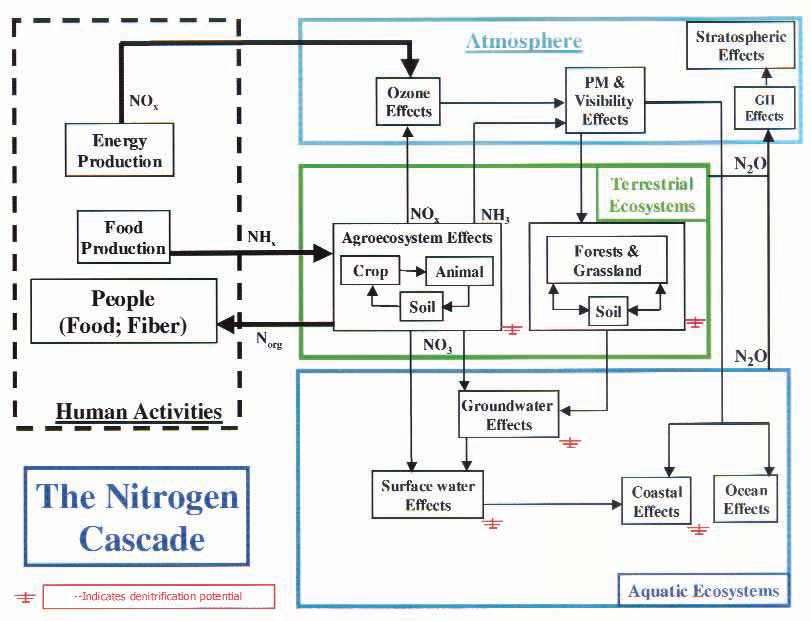 Atmosphere
Stratospheric
Effects
PM &
Visibility
Effects
Ozone
Effects
GH
Effects
NOx
Energy
Production
N2O
Terrestrial
Ecosystems
Food
Production
NHx
NOx
NH3
Agroecosystem Effects
Crop
Animal
Soil
Forests &
Grassland
Soil
People
(Food; Fiber)
Norg
NO3
N2O
Human Activities
Groundwater
Effects
The Nitrogen
Cascade
Surface water
Effects
Coastal
Effects
Ocean
Effects
--Indicates denitrification potential
Aquatic Ecosystems